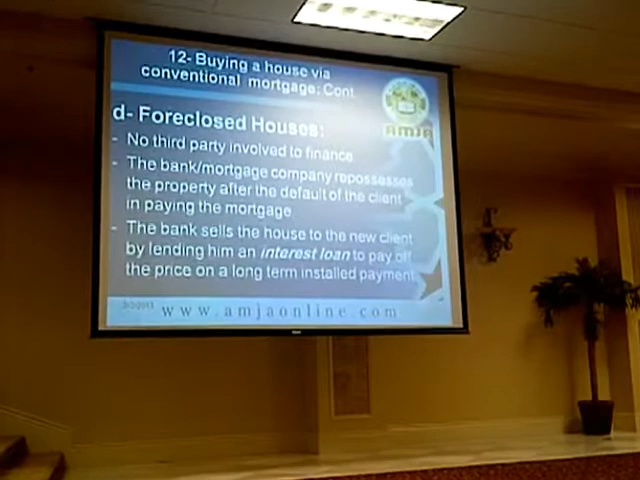 12- Buying a house via
conventional mortgage: Cont
AMJA
d- Foreclosed Houses:
- No third party involved to finance
- The bank/mortgage company repossesses
the property after the default of the client
in paying the mortgage
- The bank sells the house to the new client
by lending him an interest loan to pay off
the price on a long term installed payment
www.amjaonline.com